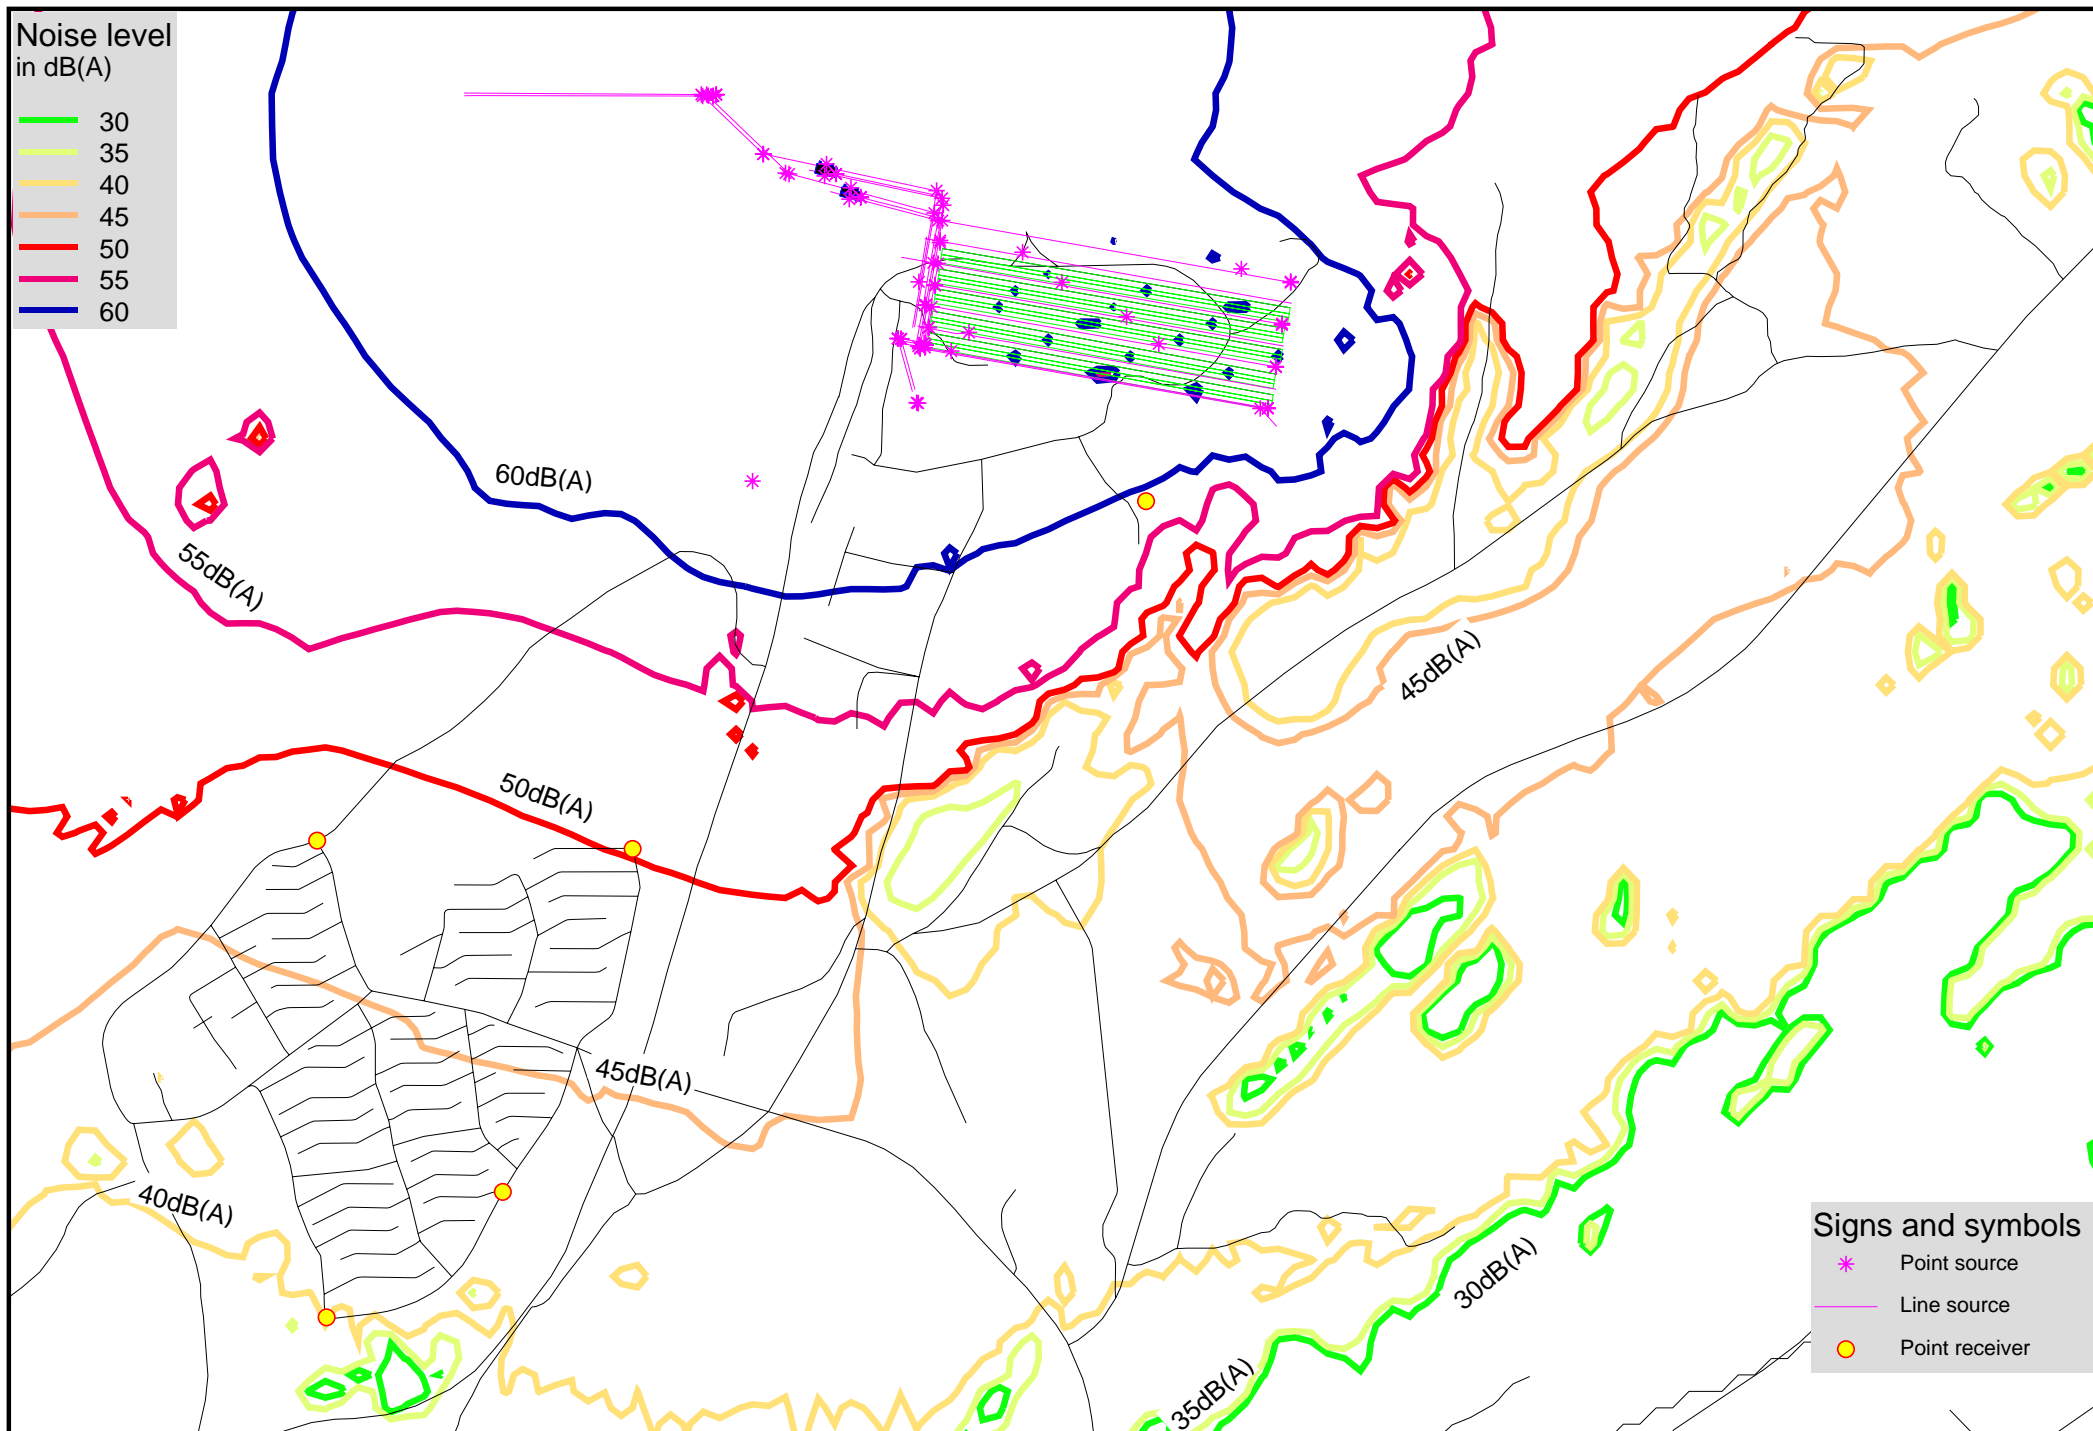 Noise level
in dB(A)
30
35
40
45
50
55
60
60dB(A)
55dB(A)
50dB(A)
45dB(A)
45dB(A)
40dB(A)
30dB(A)
35dB(A)
Signs and symbols
Point source
Line source
Point receiver